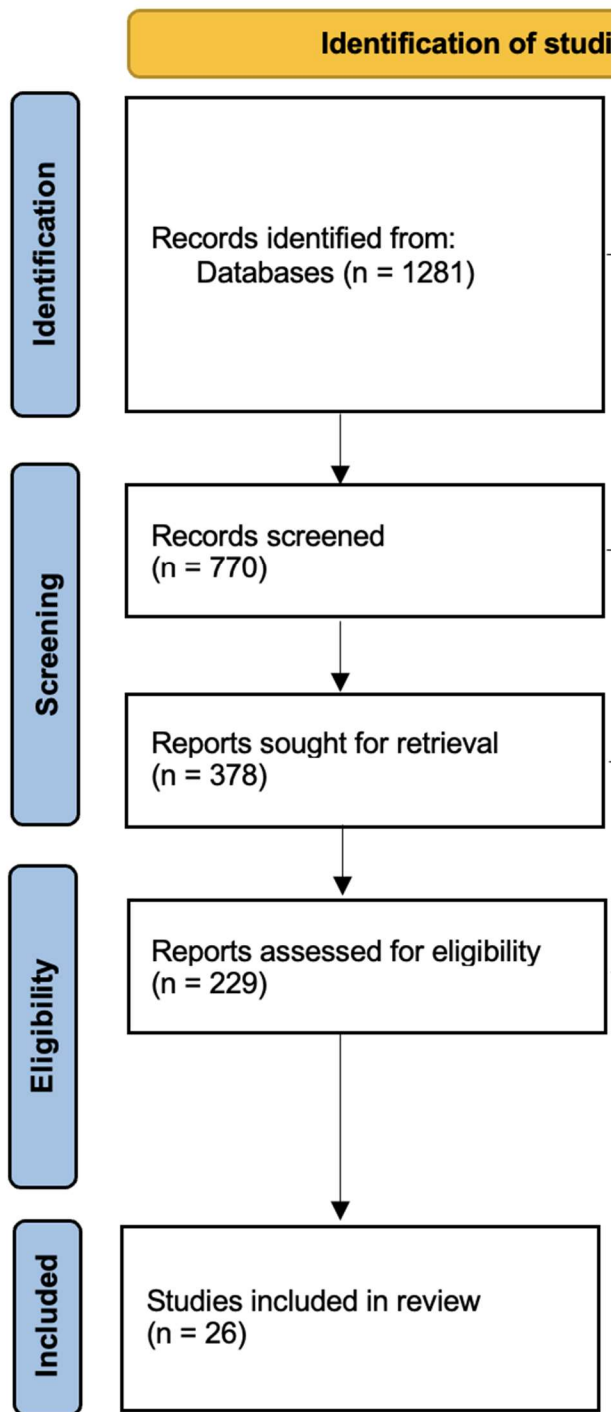 Identification of studi
Identification
Records identified from:
Databases (n = 1281)
Screening
Records screened
(n = 770)
Reports sought for retrieval
(n = 378)
Eligibility
Reports assessed for eligibility
(n = 229)
Included
Studies included in review
(n = 26)